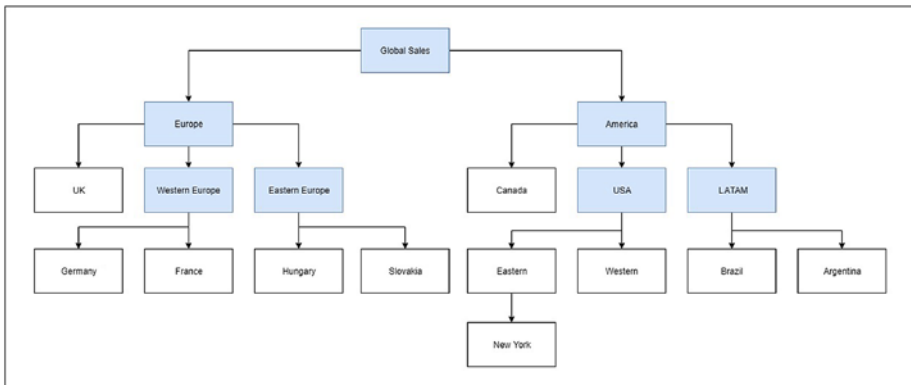 Global Sales
Europe
America
UK
Western Europe
Eastern Europe
Canada
USA
LATAM
Germany
France
Hungary
Slovakia
Eastern
Western
Brazil
Argentina
New York